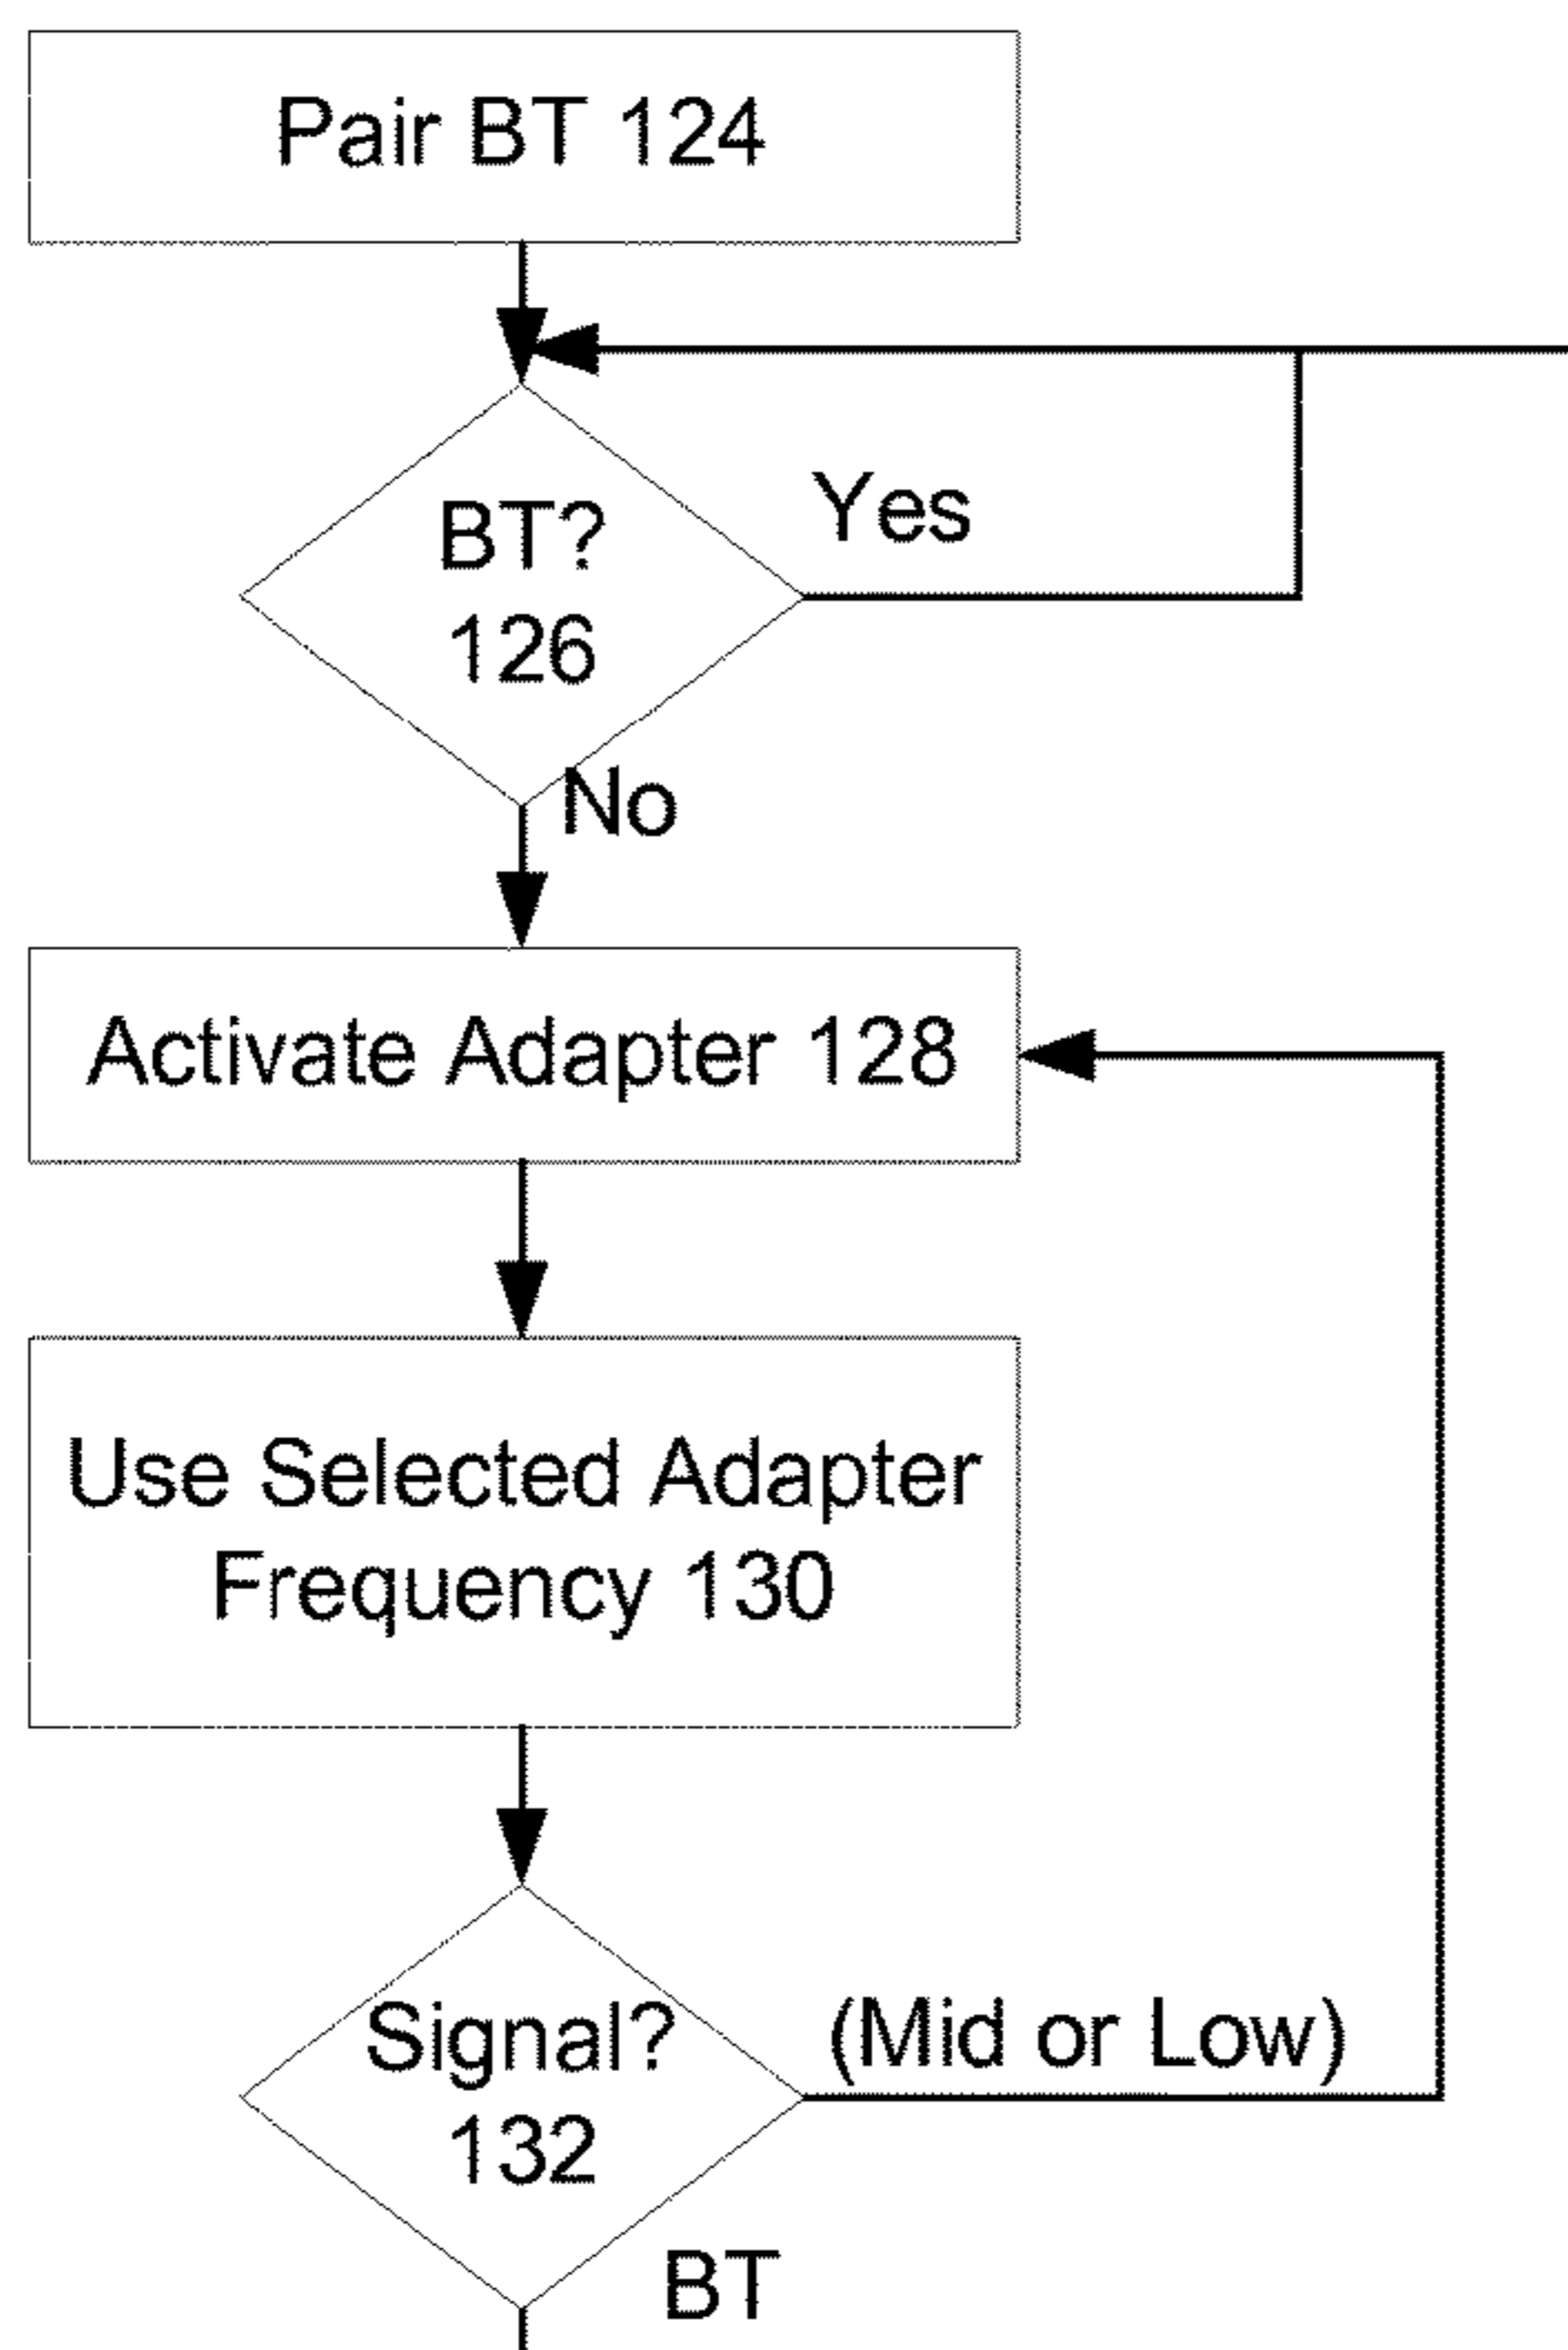 Pair BT 124
BT?
126
Yes
No
Activate Adapter 128
Use Selected Adapter
Frequency 130
Signal?
132
(Mid or Low)
BT